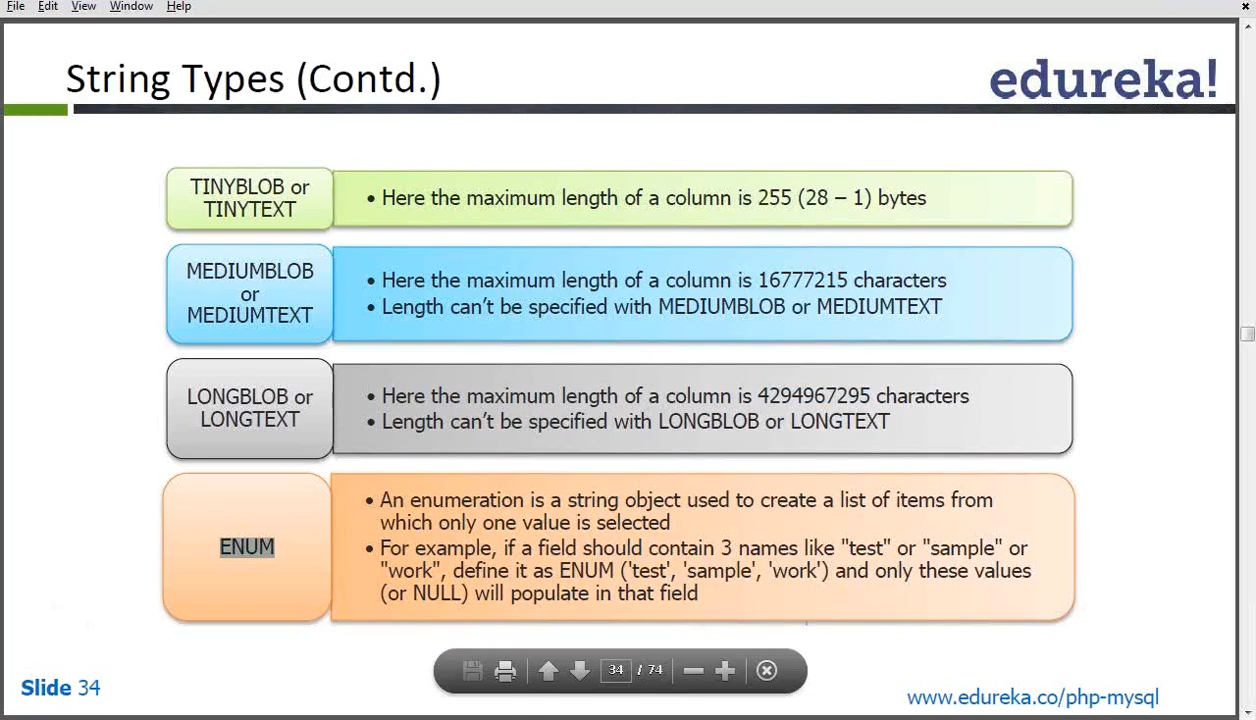 File Edit View Window Help
String Types (Contd.)
edureka!
TINYBLOB or
TINYTEXT
• Here the maximum length of a column is 255 (28 – 1) bytes
MEDIUMBLOB
or
MEDIUMTEXT
• Here the maximum length of a column is 16777215 characters
• Length can't be specified with MEDIUMBLOB or MEDIUMTEXT
LONGBLOB or
LONGTEXT
• Here the maximum length of a column is 4294967295 characters
• Length can't be specified with LONGBLOB or LONGTEXT
ENUM
• An enumeration is a string object used to create a list of items from
which only one value is selected
• For example, if a field should contain 3 names like "test" or "sample" or
"work", define it as ENUM ('test', 'sample', 'work') and only these values
(or NULL) will populate in that field
34 / 74
Slide 34
www.edureka.co/php-mysql